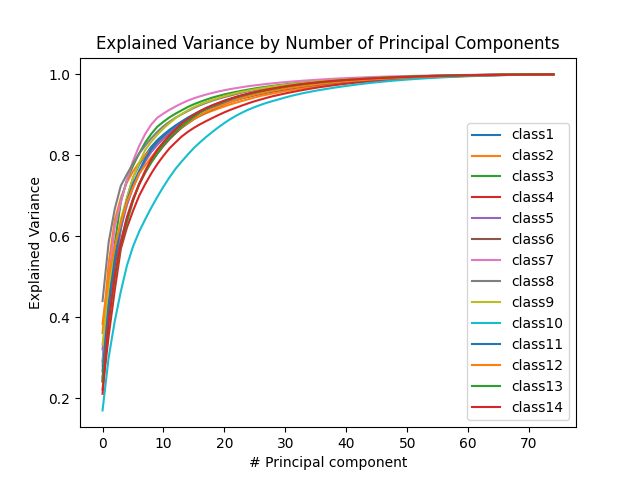 Explained Variance by Number of Principal Components
1.0
0.8
0.6
0.4
0.2
Explained Variance
0 10 20 30 40 50 60 70
# Principal component
class1
class2
class3
class4
class5
class6
class7
class8
class9
class10
class11
class12
class13
class14